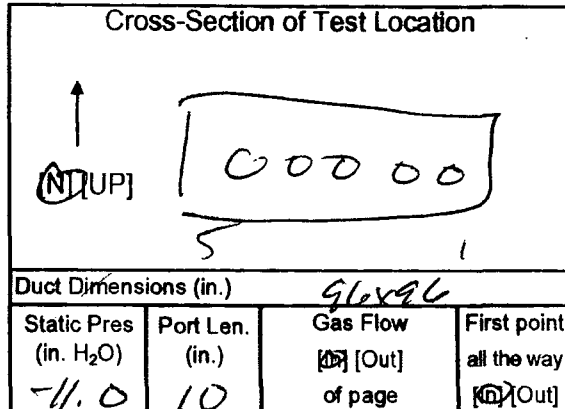 Cross-Section of Test Location
[N] [UP]
5 1
Duct Dimensions (in.) 96x96
Static Pres Port Len. Gas Flow First point
(in. H₂O) (in.) [In] [Out] all the way
-11.0 10 of page [In] [Out]